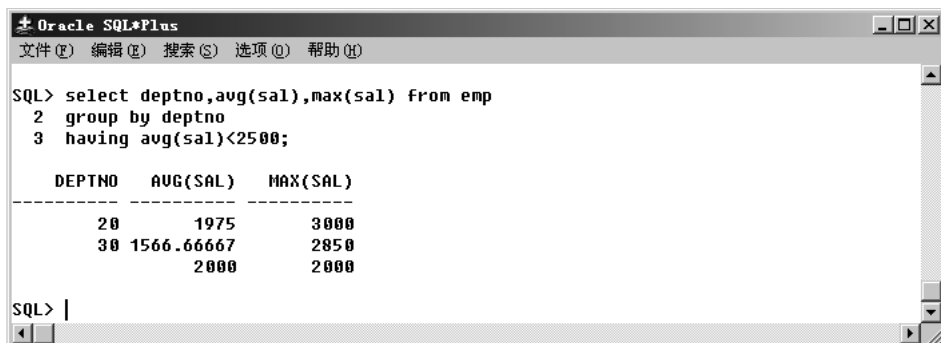 Oracle SQL*Plus
文件(F) 编辑(E) 搜索(S) 选项(O) 帮助(H)
SQL> select deptno,avg(sal),max(sal) from emp
2 group by deptno
3 having avg(sal)<2500;
DEPTNO AVG(SAL) MAX(SAL)
---------- ---------- ----------
20 1975 3000
30 1566.66667 2850
2000 2000
SQL>